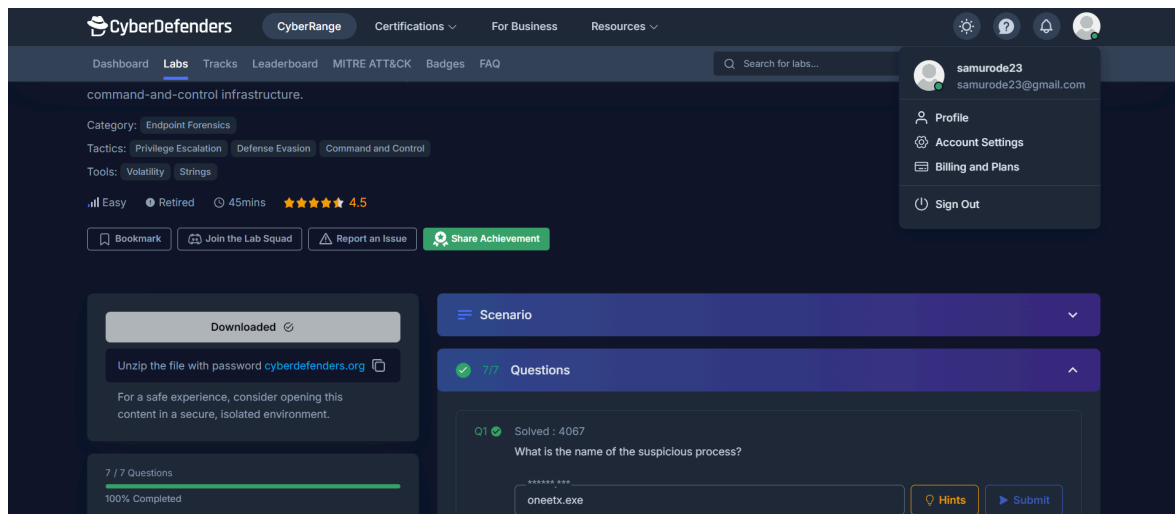 CyberDefenders CyberRange Certifications For Business Resources
Dashboard Labs Tracks Leaderboard MITRE ATT&CK Badges FAQ Search for labs...
samurode23
samurode23@gmail.com
Profile
Account Settings
Billing and Plans
Sign Out
command-and-control infrastructure.
Category: Endpoint Forensics
Tactics: Privilege Escalation Defense Evasion Command and Control
Tools: Volatility Strings
Easy Retired 45mins 4.5
Bookmark Join the Lab Squad Report an Issue Share Achievement
Downloaded
Unzip the file with password cyberdefenders.org
For a safe experience, consider opening this
content in a secure, isolated environment.
7 / 7 Questions
100% Completed
Scenario
7/7 Questions
Q1 Solved : 4067
What is the name of the suspicious process?
****** ***
oneetx.exe Hints Submit